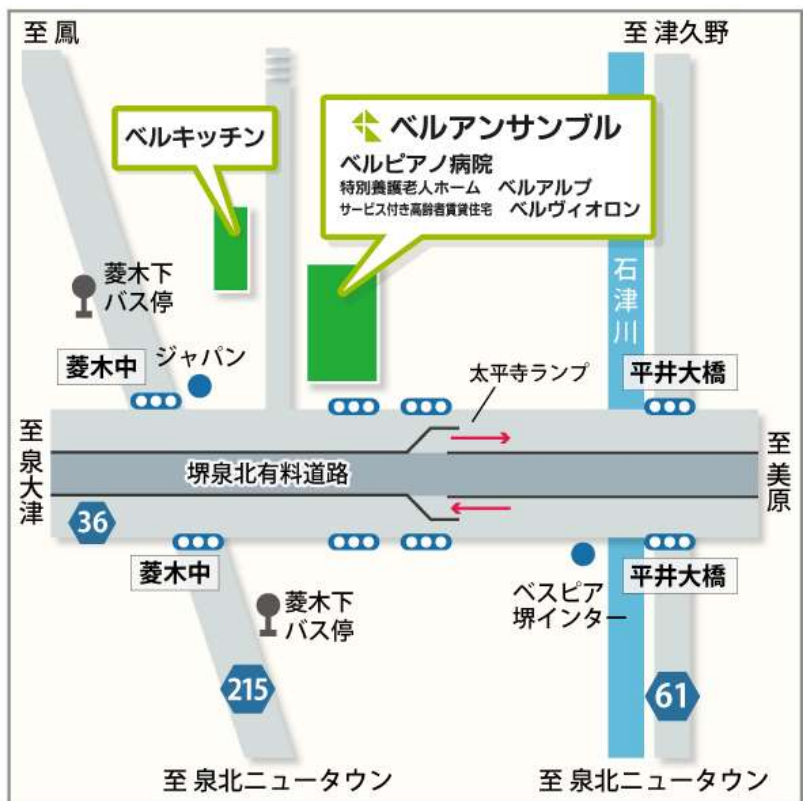 至 鳳
至 津久野
ベルキッチン
ベルアンサンブル
ベルピアノ病院
特別養護老人ホーム ベルアルブ
サービス付き高齢者賃貸住宅 ベルヴィオロン
菱木下
バス停
石津川
菱木中
ジャパン
太平寺ランプ
平井大橋
至泉大津
堺泉北有料道路
至美原
36
菱木中
平井大橋
ベスピア
堺インター
菱木下
バス停
215
61
至 泉北ニュータウン
至 泉北ニュータウン